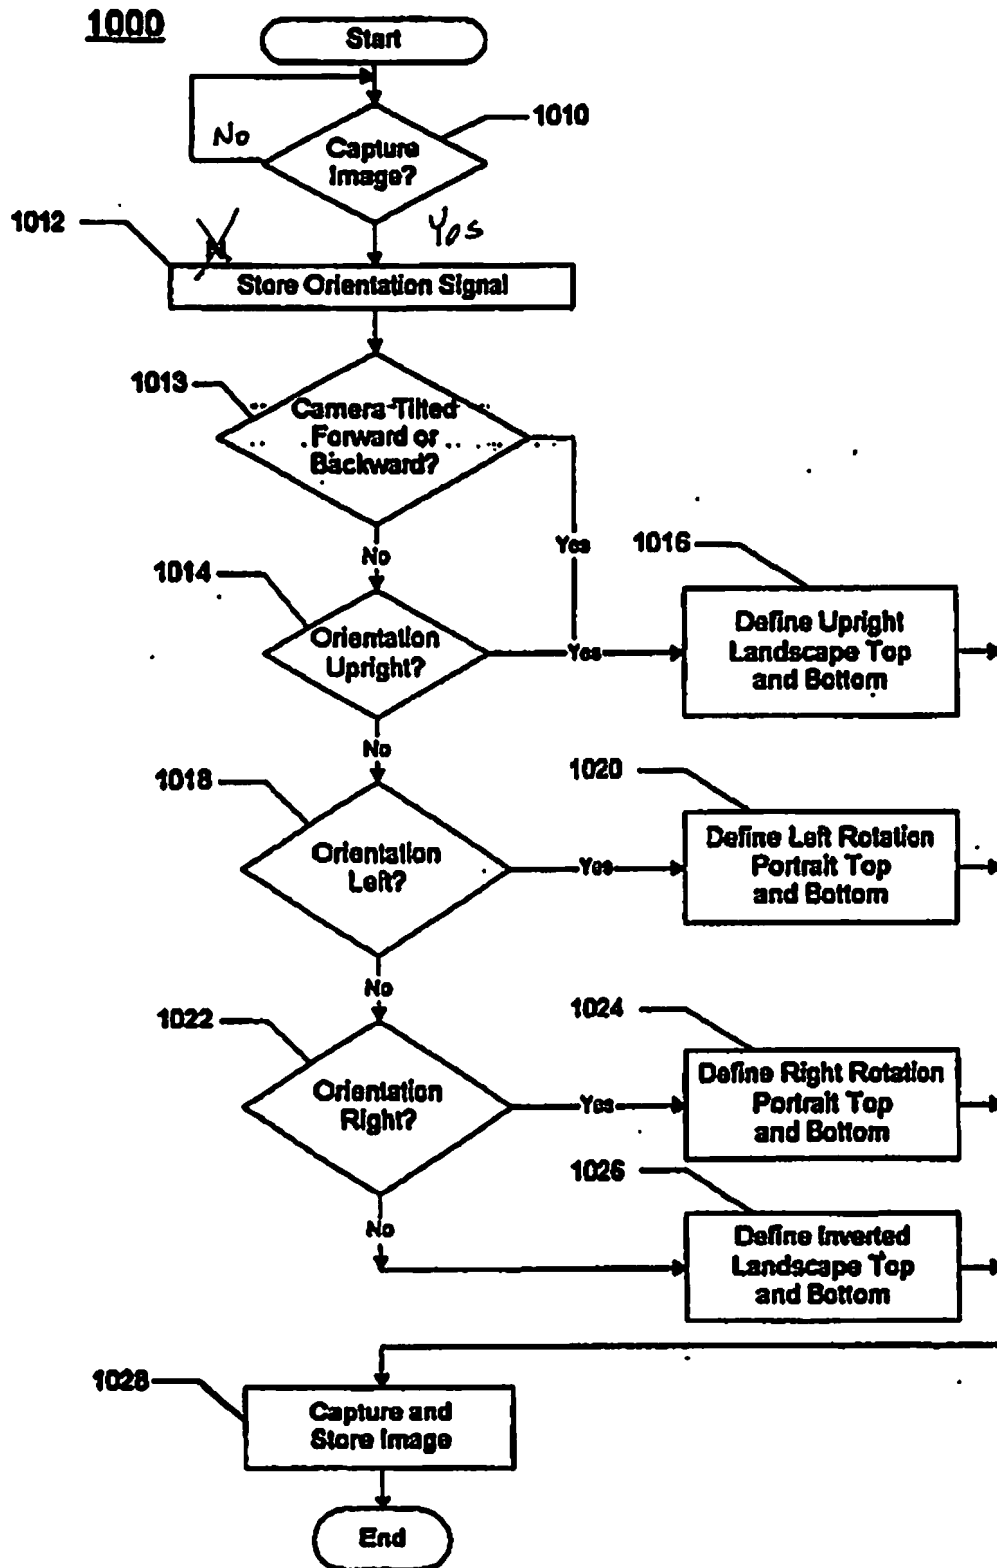 1000
Start
No
1010
Capture
Image?
1012
Yes
Store Orientation Signal
1013
Camera Tilted
Forward or
Backward?
No
Yes
1014
1016
Orientation
Upright?
Yes
Define Upright
Landscape Top
and Bottom
No
1018
1020
Orientation
Left?
Yes
Define Left Rotation
Portrait Top
and Bottom
No
1022
1024
Orientation
Right?
Yes
Define Right Rotation
Portrait Top
and Bottom
1026
No
Define Inverted
Landscape Top
and Bottom
1028
Capture and
Store Image
End